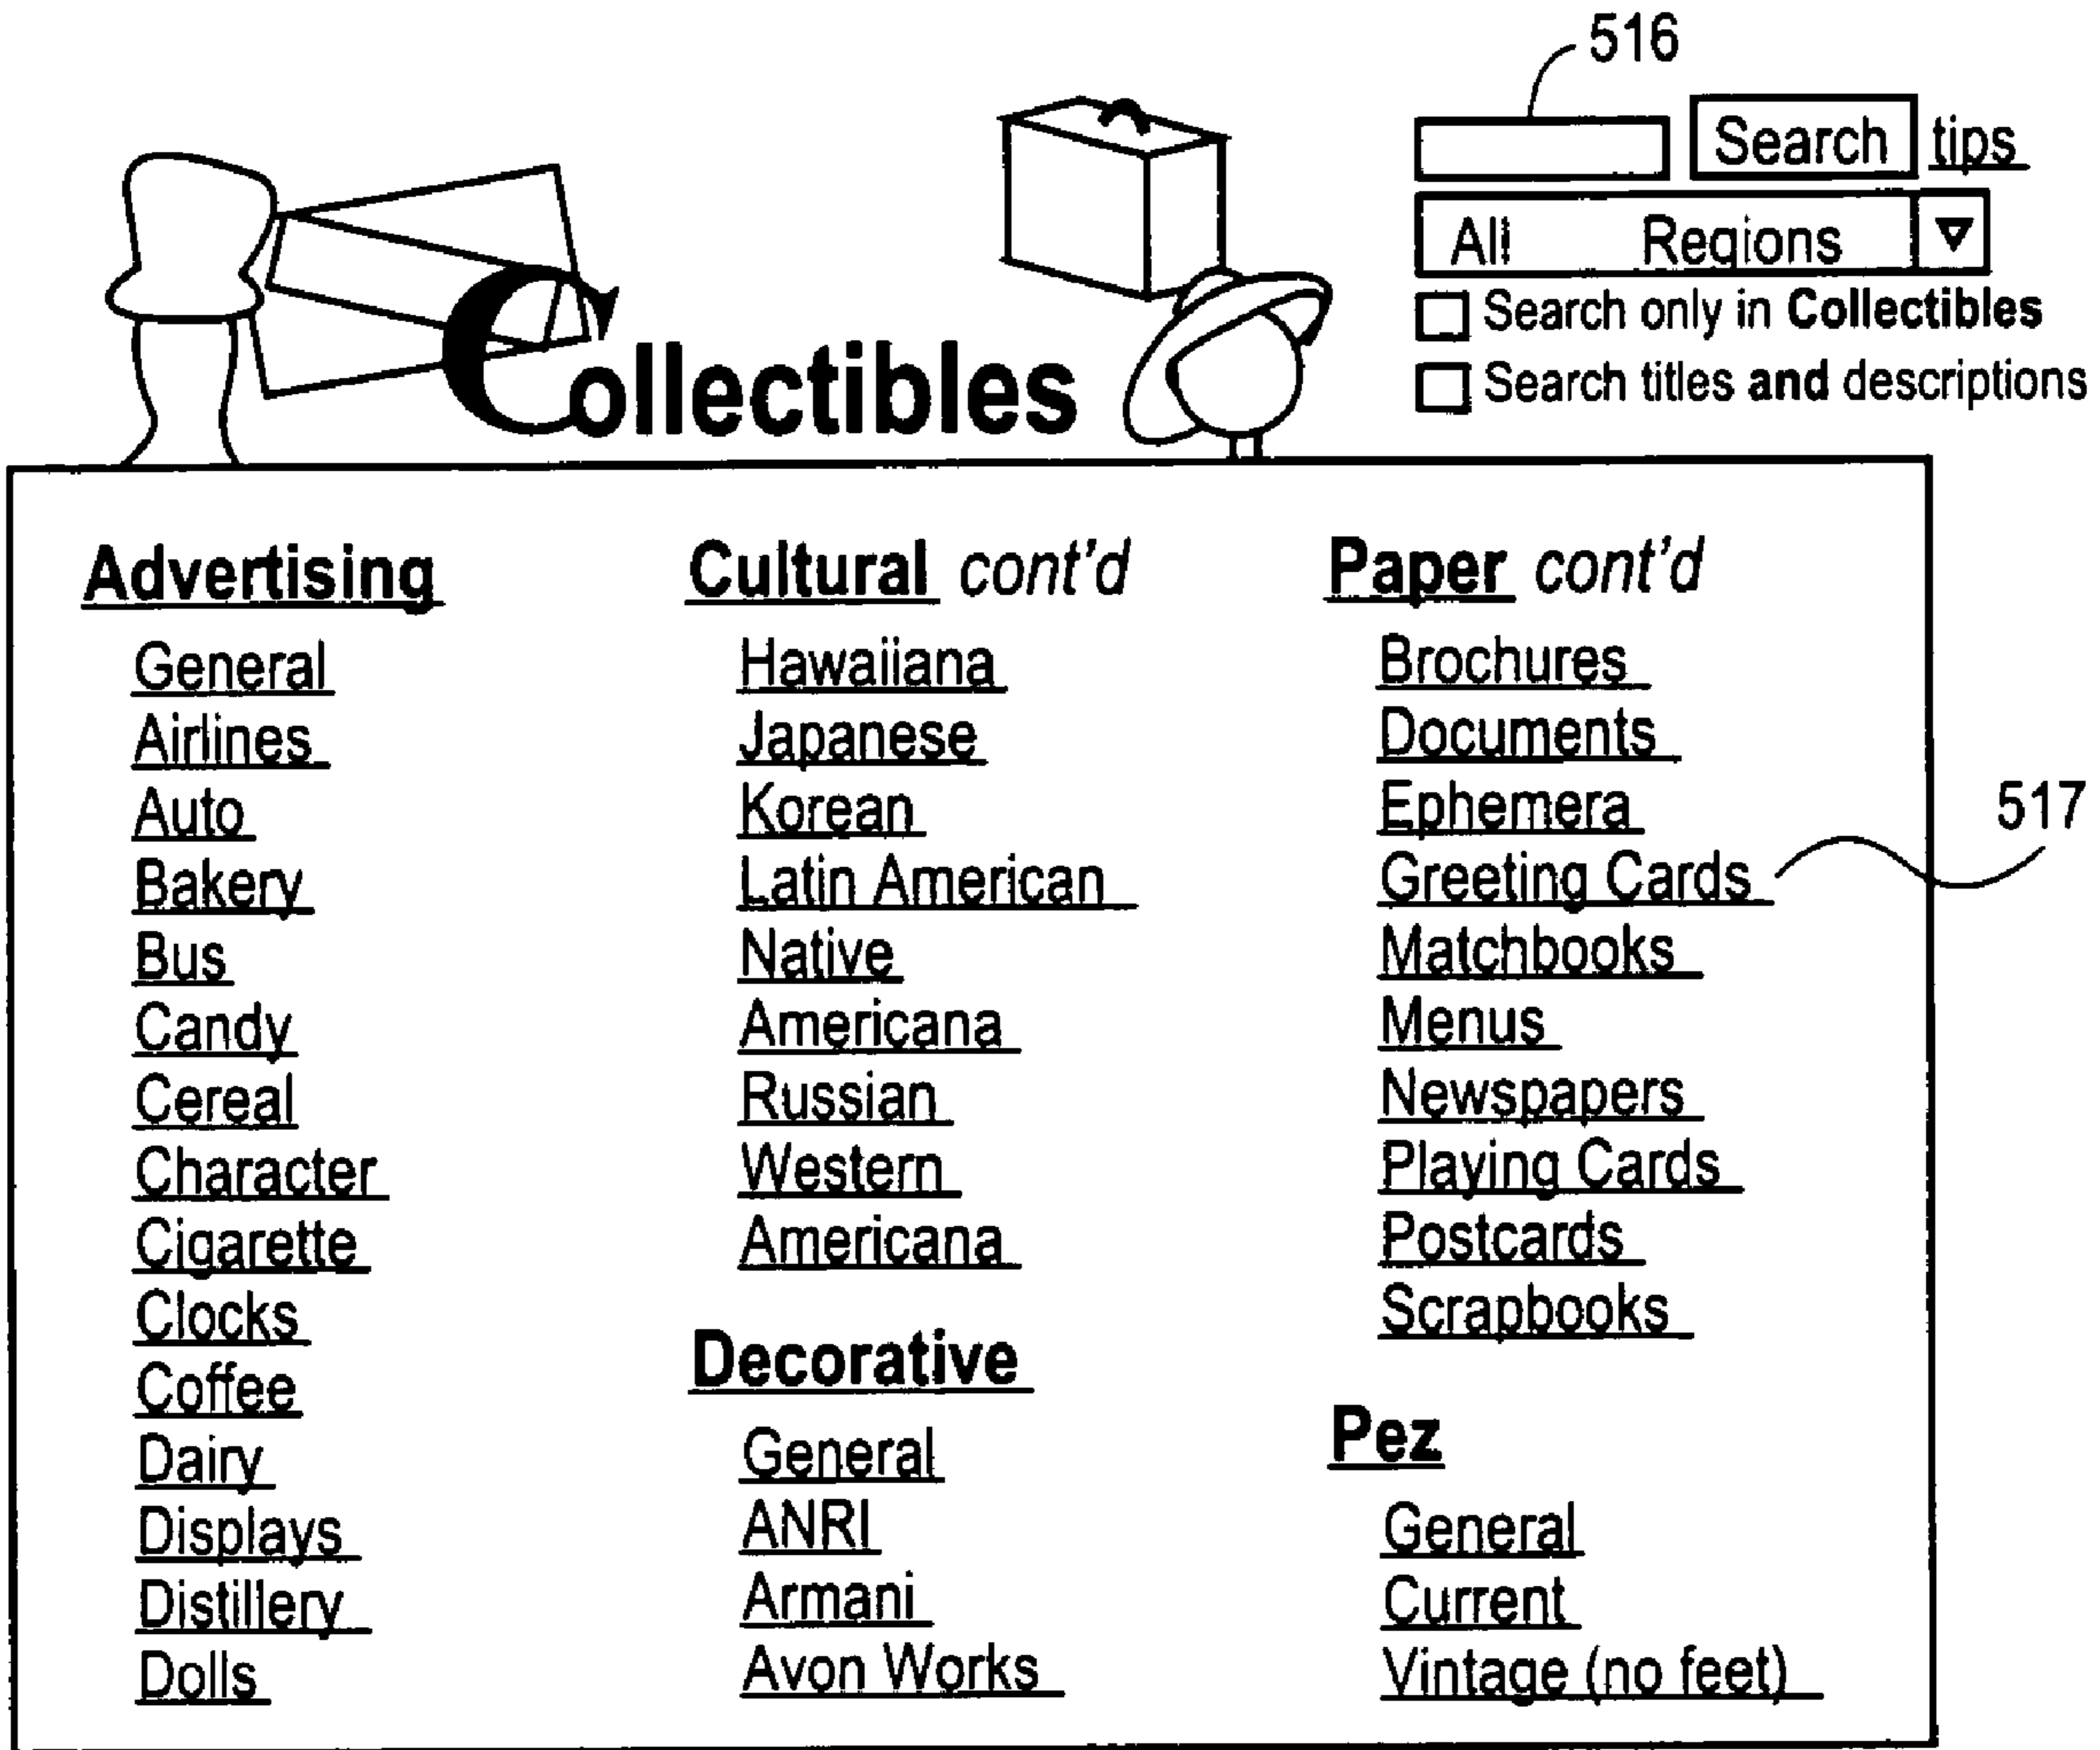 516
Search tips
All Regions
Search only in Collectibles
Search titles and descriptions
Collectibles
Advertising
General
Airlines
Auto
Bakery
Bus
Candy
Cereal
Character
Cigarette
Clocks
Coffee
Dairy
Displays
Distillery
Dolls
Cultural cont'd
Hawaiiana
Japanese
Korean
Latin American
Native
Americana
Russian
Western
Americana
Decorative
General
ANRI
Armani
Avon Works
Paper cont'd
Brochures
Documents
Ephemera
Greeting Cards
517
Matchbooks
Menus
Newspapers
Playing Cards
Postcards
Scrapbooks
Pez
General
Current
Vintage (no feet)